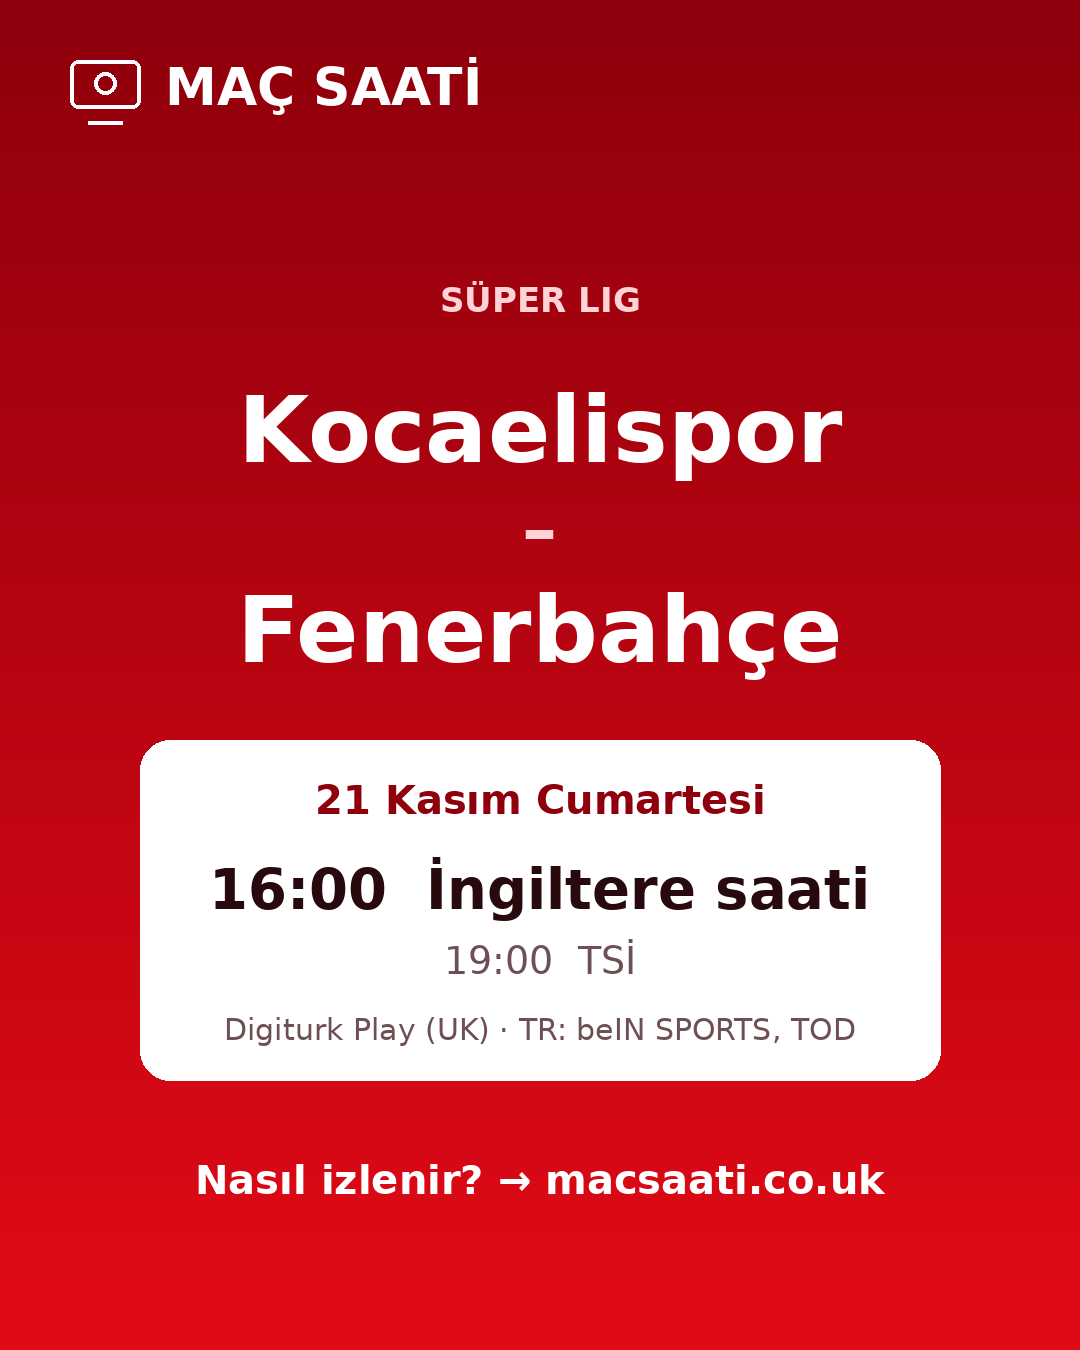 MAÇ SAATİ
SÜPER LIG
Kocaelispor
–
Fenerbahçe
21 Kasım Cumartesi
16:00 İngiltere saati
19:00 TSİ
Digiturk Play (UK) · TR: beIN SPORTS, TOD
Nasıl izlenir? → macsaati.co.uk